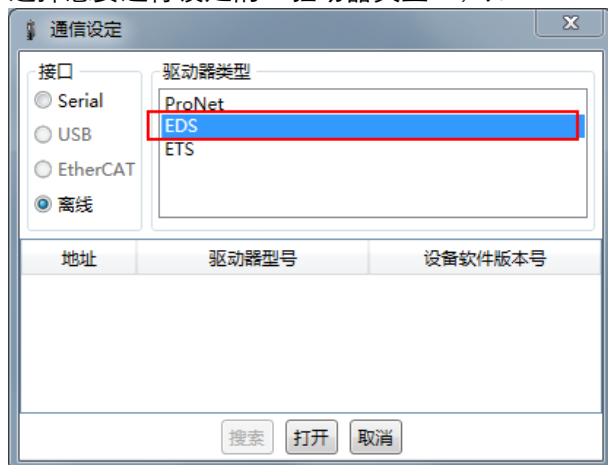 通信设定
接口
驱动器类型
Serial
USB
EtherCAT
离线
ProNet
EDS
ETS
地址 驱动器型号 设备软件版本号
搜索 打开 取消